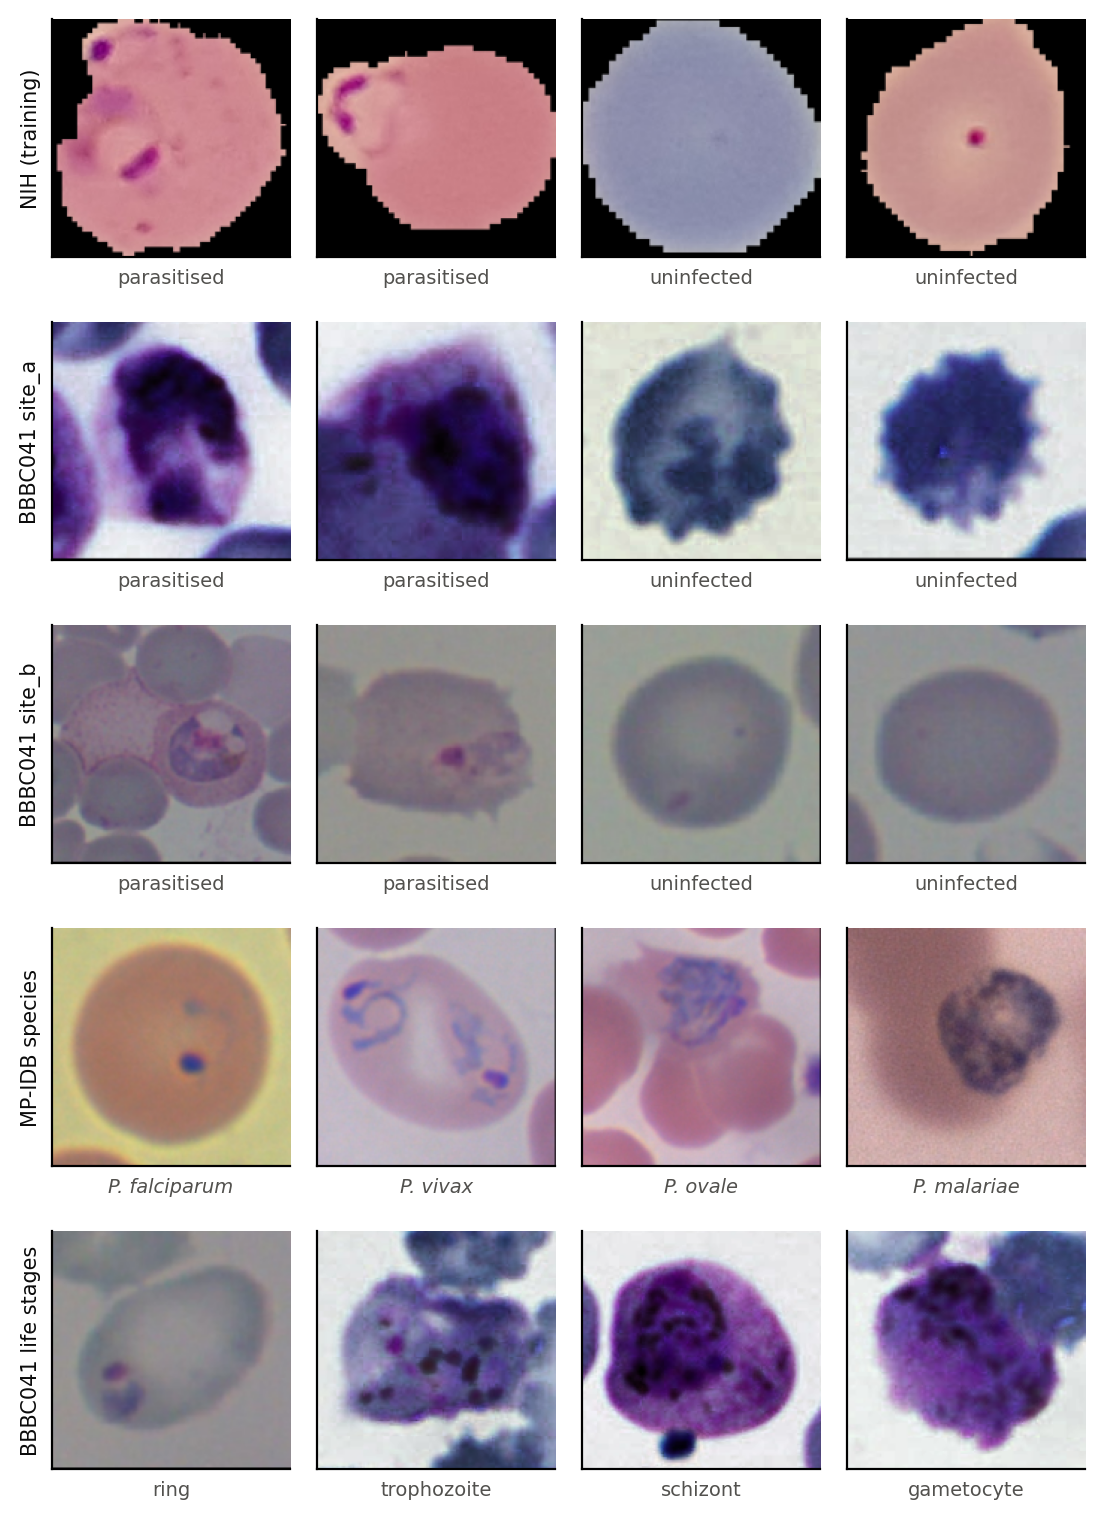 NIH (training)
parasitised
parasitised
uninfected
uninfected
BBBC041 site_a
parasitised
parasitised
uninfected
uninfected
BBBC041 site_b
parasitised
parasitised
uninfected
uninfected
MP-IDB species
P. falciparum
P. vivax
P. ovale
P. malariae
BBBC041 life stages
ring
trophozoite
schizont
gametocyte